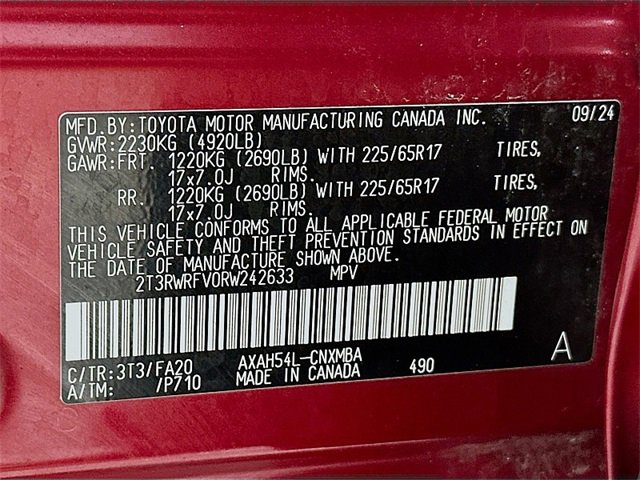 MFD. BY: TOYOTA MOTOR MANUFACTURING CANADA INC. 09/24
GVWR: 2230KG (4920LB)
GAWR: FRT. 1220KG (2690LB) WITH 225/65R17 TIRES,
17x7.0J RIMS.
RR. 1220KG (2690LB) WITH 225/65R17 TIRES,
17x7.0J RIMS.
THIS VEHICLE CONFORMS TO ALL APPLICABLE FEDERAL MOTOR
VEHICLE SAFETY AND THEFT PREVENTION STANDARDS IN EFFECT ON
THE DATE OF MANUFACTURE SHOWN ABOVE.
2T3RWRFV0RW242633 MPV
C/TR: 3T3/FA20 AXAH54L-CNXMBA 490 A
A/TM: /P710 MADE IN CANADA